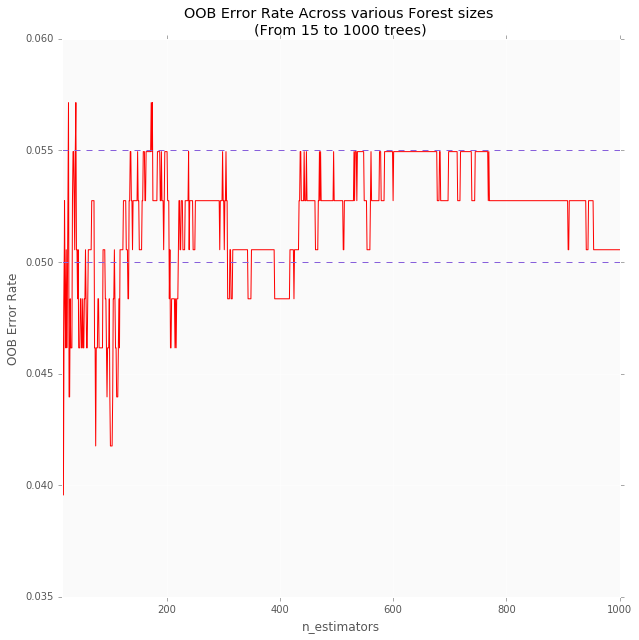 OOB Error Rate Across various Forest sizes
(From 15 to 1000 trees)
0.060
0.055
0.050
0.045
0.040
0.035
OOB Error Rate
200
400
600
800
1000
n_estimators